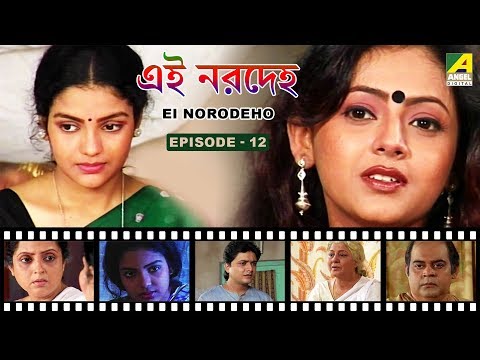 এই নরদেহ
EI NORODEHO
EPISODE - 12
ANGEL
DIGITAL